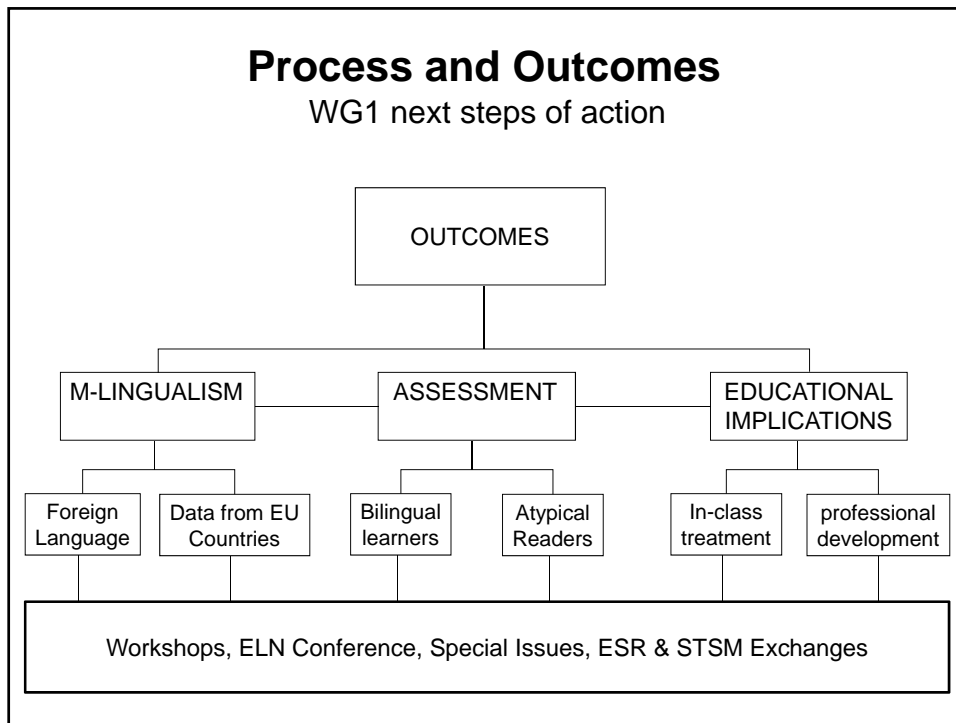 Process and Outcomes
WG1 next steps of action
OUTCOMES
M-LINGUALISM
ASSESSMENT
EDUCATIONAL
IMPLICATIONS
Foreign
Language
Data from EU
Countries
Bilingual
learners
Atypical
Readers
In-class
treatment
professional
development
Workshops, ELN Conference, Special Issues, ESR & STSM Exchanges